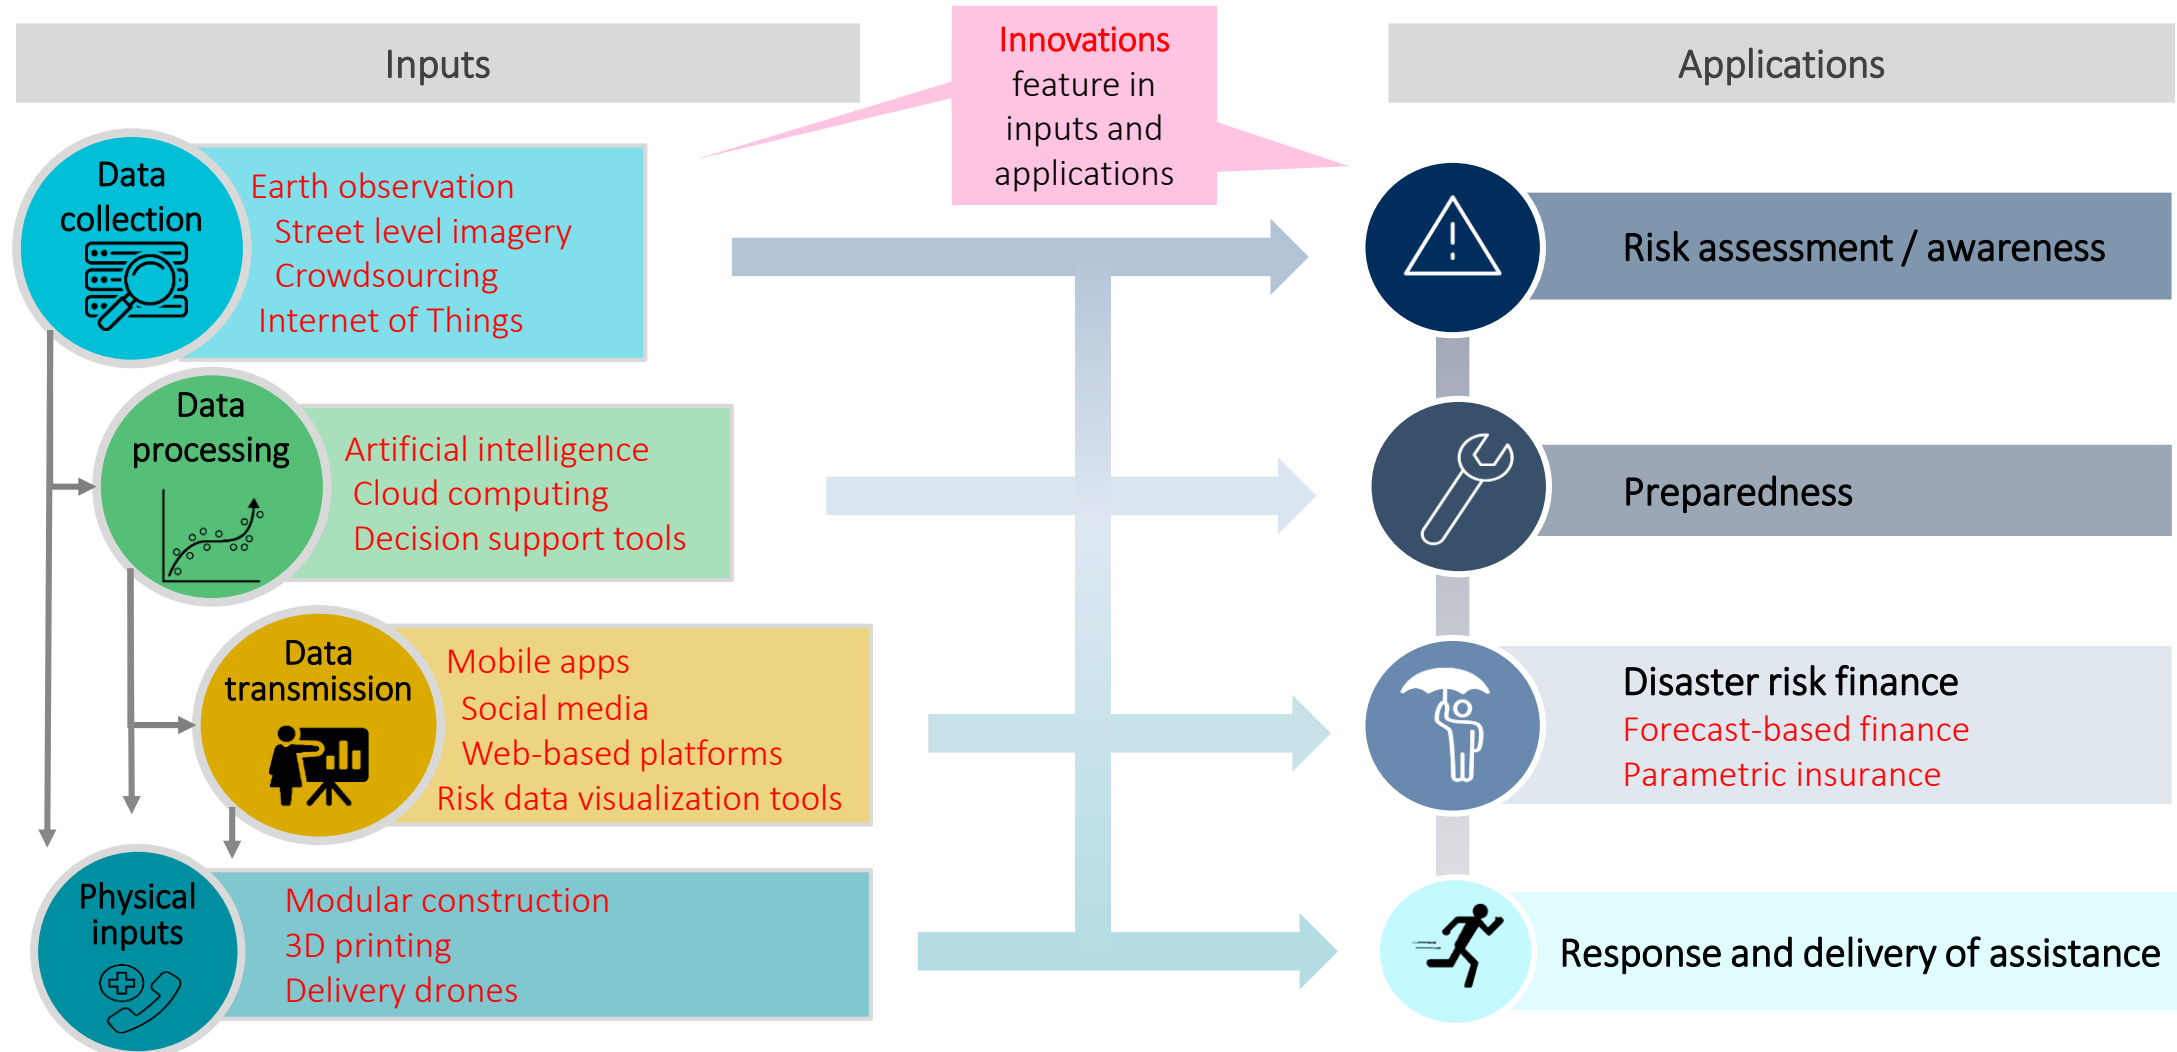 Inputs
Innovations
feature in
inputs and
applications
Applications
Data
collection
Earth observation
Street level imagery
Crowdsourcing
Internet of Things
Data
processing
Artificial intelligence
Cloud computing
Decision support tools
Data
transmission
Mobile apps
Social media
Web-based platforms
Risk data visualization tools
Physical
inputs
Modular construction
3D printing
Delivery drones
Risk assessment / awareness
Preparedness
Disaster risk finance
Forecast-based finance
Parametric insurance
Response and delivery of assistance